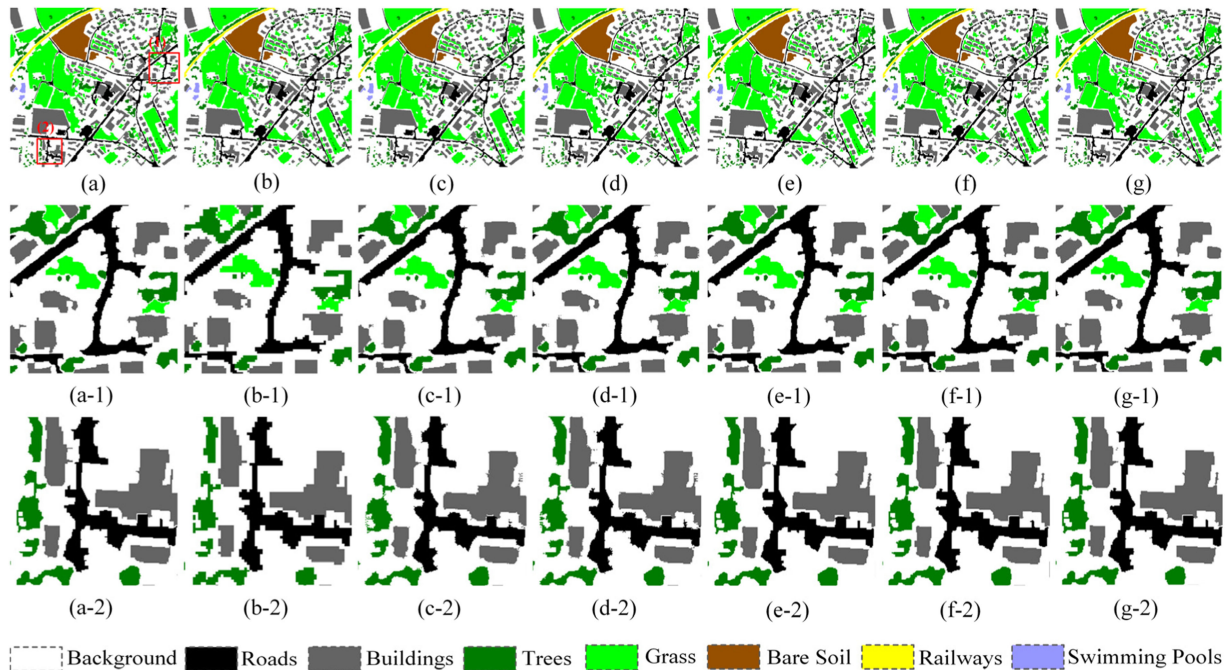 (1)
(2)
(a) (b) (c) (d) (e) (f) (g)
(a-1) (b-1) (c-1) (d-1) (e-1) (f-1) (g-1)
(a-2) (b-2) (c-2) (d-2) (e-2) (f-2) (g-2)
Background Roads Buildings Trees Grass Bare Soil Railways Swimming Pools